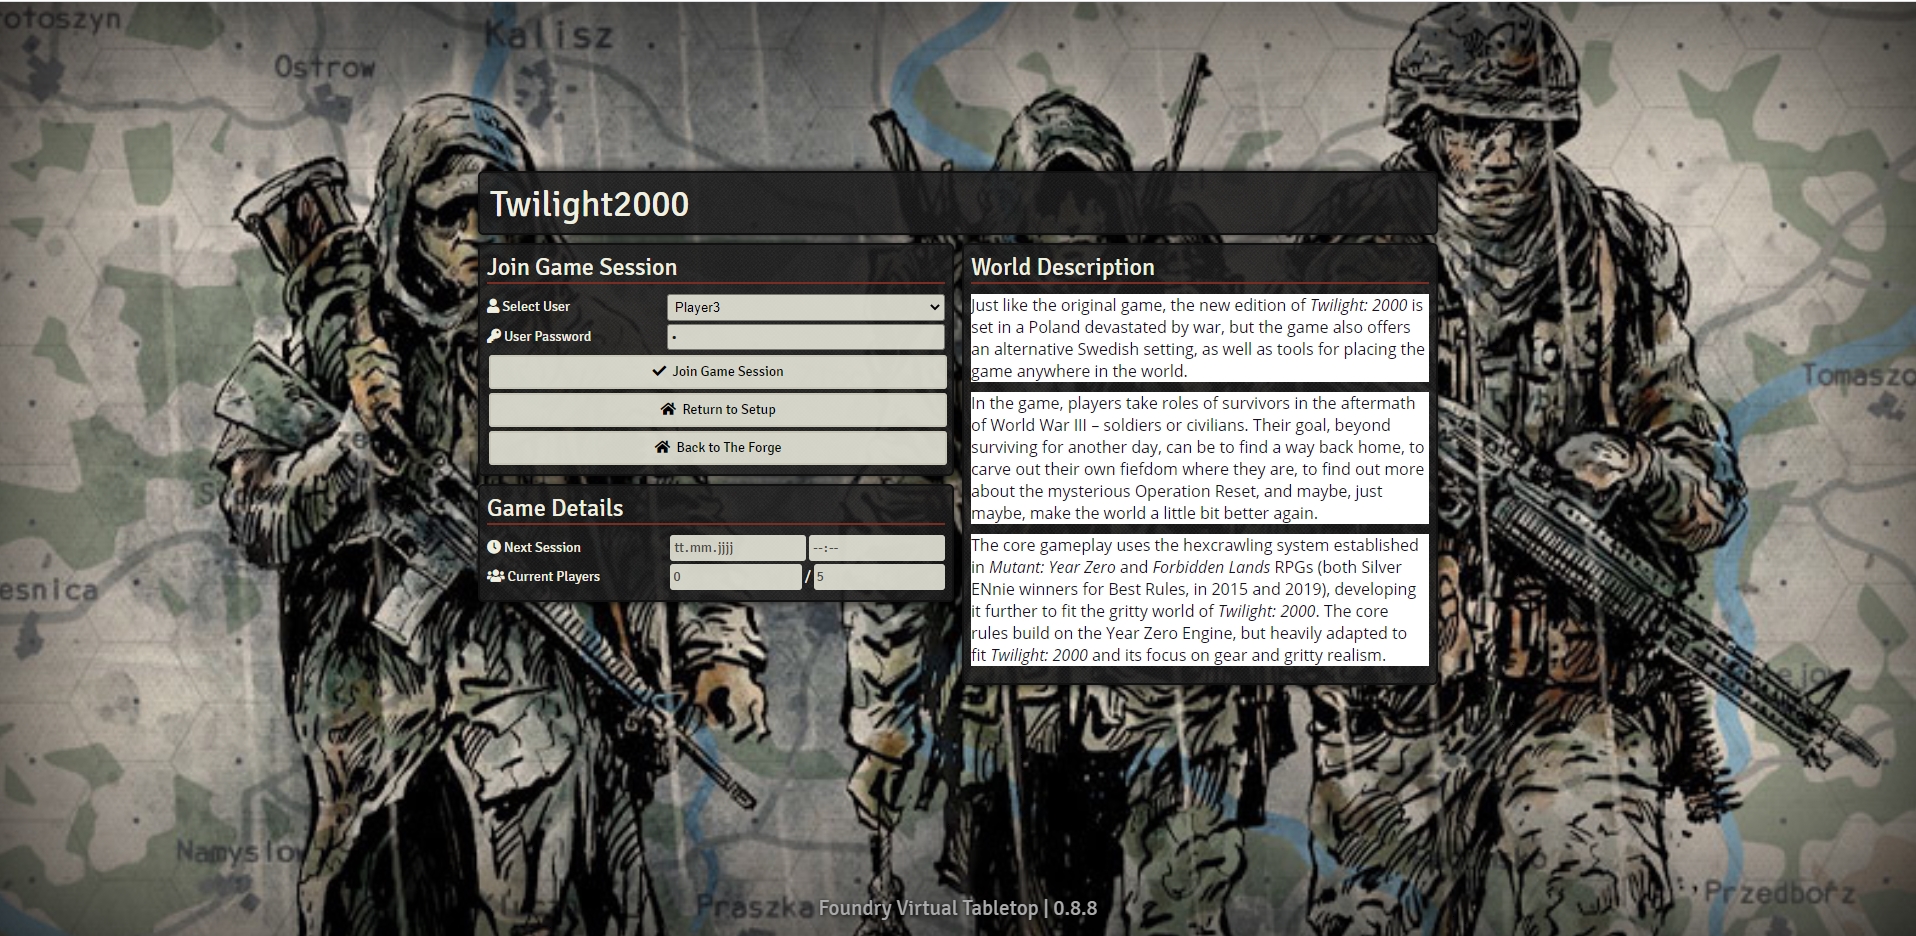 otoszyn
Kalisz
Ostrow
Twilight2000
Join Game Session
Select User
Player3
User Password
•
Join Game Session
Return to Setup
Back to The Forge
Game Details
Next Session
tt.mm.jjjj
--:--
Current Players
0 / 5
World Description
Just like the original game, the new edition of Twilight: 2000 is
set in a Poland devastated by war, but the game also offers
an alternative Swedish setting, as well as tools for placing the
game anywhere in the world.
In the game, players take roles of survivors in the aftermath
of World War III – soldiers or civilians. Their goal, beyond
surviving for another day, can be to find a way back home, to
carve out their own fiefdom where they are, to find out more
about the mysterious Operation Reset, and maybe, just
maybe, make the world a little bit better again.
The core gameplay uses the hexcrawling system established
in Mutant: Year Zero and Forbidden Lands RPGs (both Silver
ENnie winners for Best Rules, in 2015 and 2019), developing
it further to fit the gritty world of Twilight: 2000. The core
rules build on the Year Zero Engine, but heavily adapted to
fit Twilight: 2000 and its focus on gear and gritty realism.
Tomaszo
esnica
Namyslow
Praszka
Przedborz
Foundry Virtual Tabletop | 0.8.8